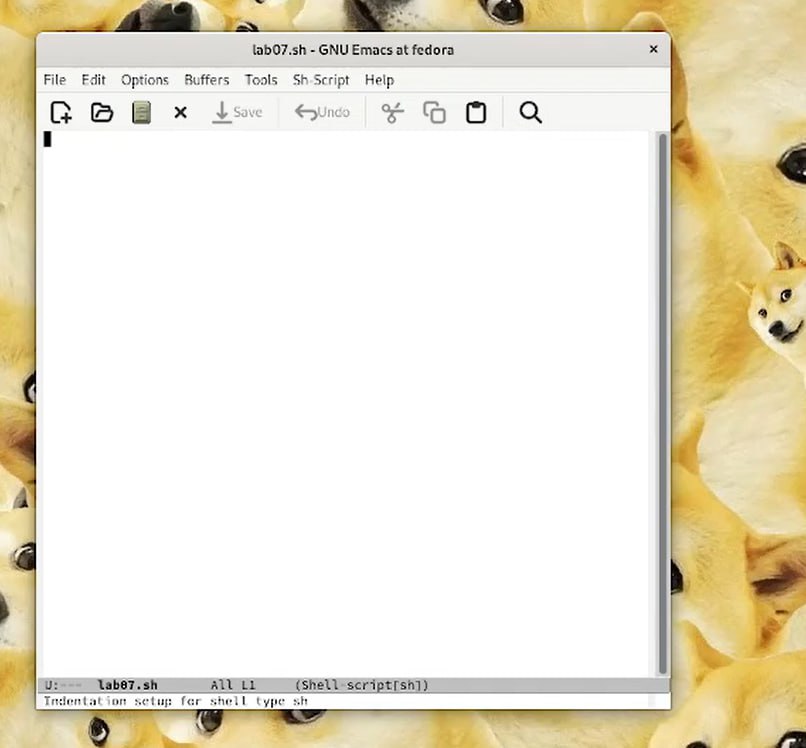 lab07.sh - GNU Emacs at fedora ×
File Edit Options Buffers Tools Sh-Script Help
Save Undo
U:--- lab07.sh All L1 (Shell-script[sh])
Indentation setup for shell type sh